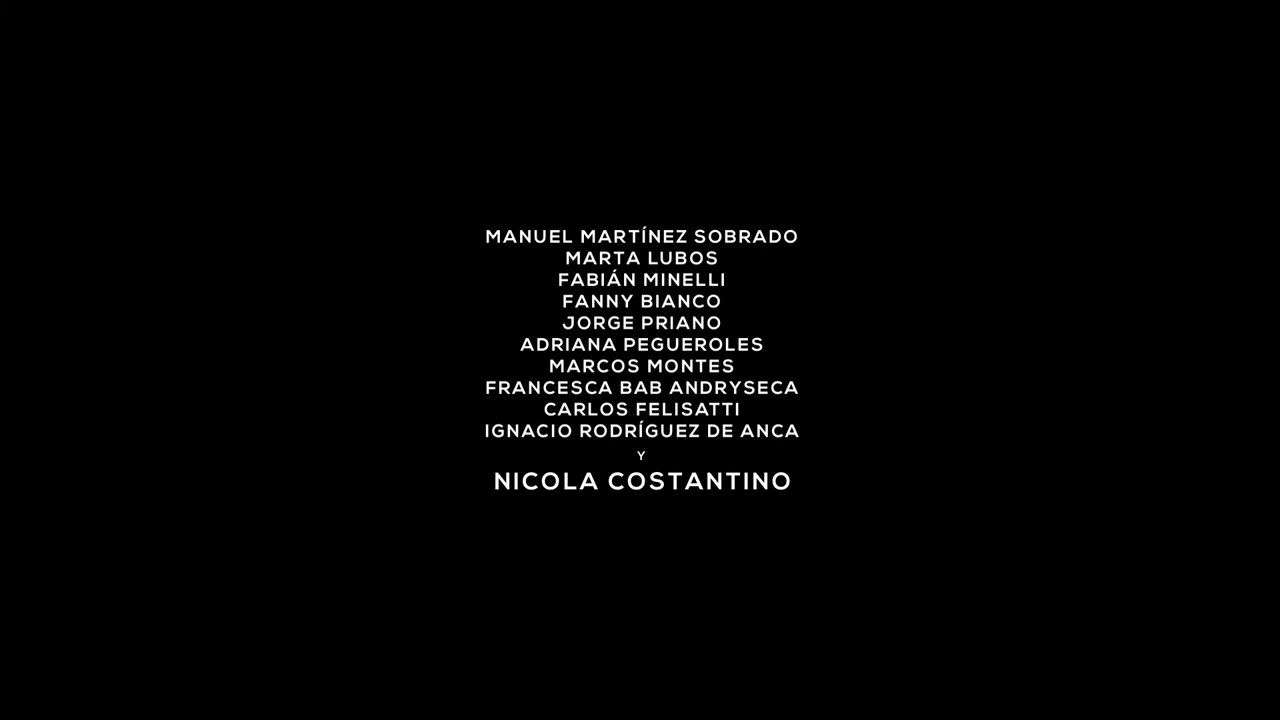 MANUEL MARTÍNEZ SOBRADO
MARTA LUBOS
FABIÁN MINELLI
FANNY BIANCO
JORGE PRIANO
ADRIANA PEGUEROLES
MARCOS MONTES
FRANCESCA BAB ANDRYSECA
CARLOS FELISATTI
IGNACIO RODRÍGUEZ DE ANCA
Y
NICOLA COSTANTINO